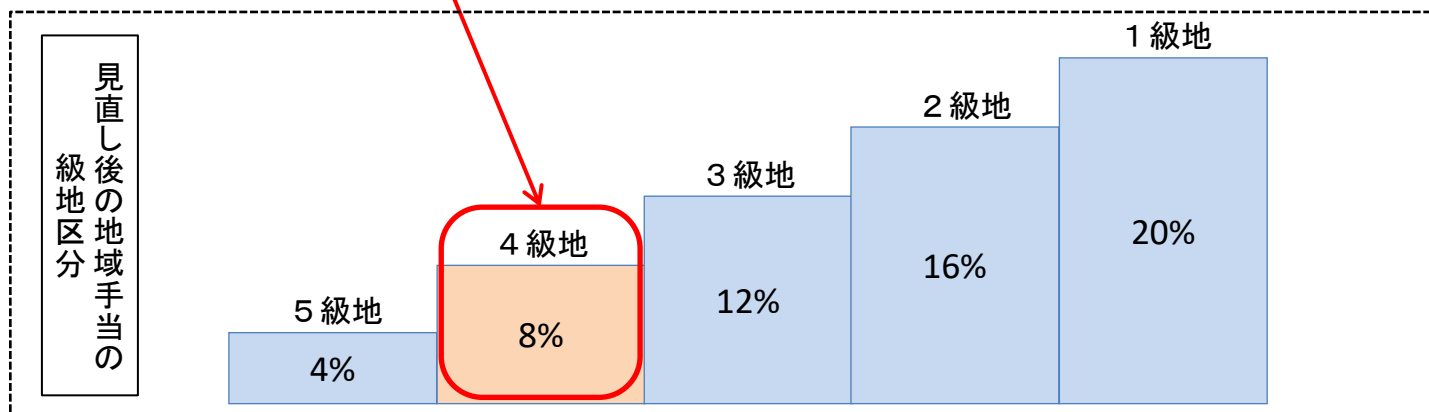 見直し後の地域手当の
級地区分
５級地
4%
４級地
8%
３級地
12%
２級地
16%
１級地
20%